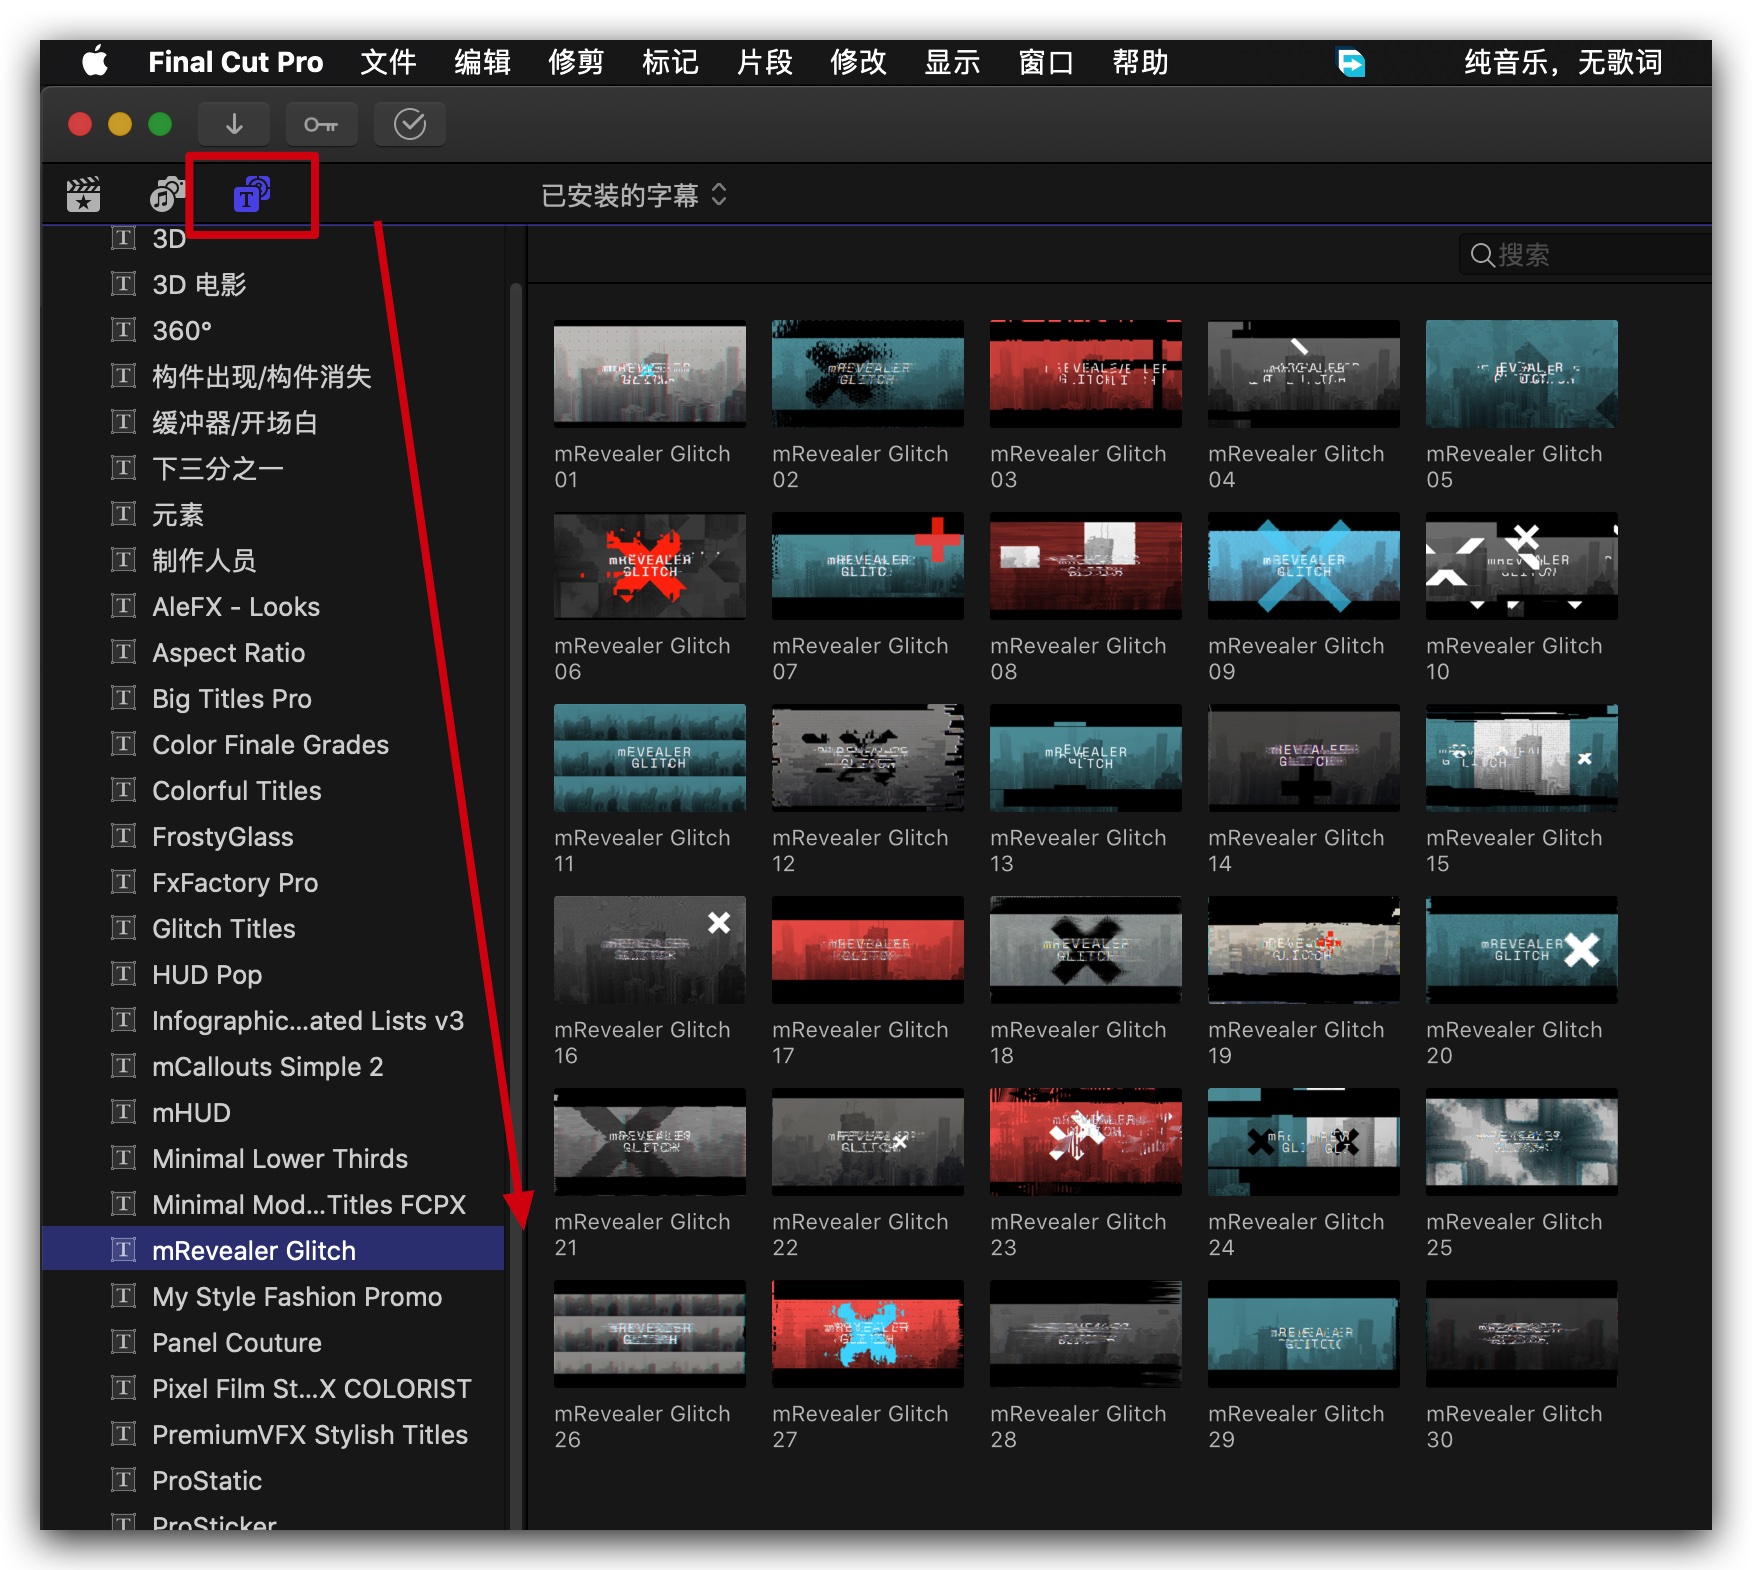 Final Cut Pro 文件 编辑 修剪 标记 片段 修改 显示 窗口 帮助 纯音乐，无歌词
已安装的字幕
搜索
3D
3D 电影
360°
构件出现/构件消失
缓冲器/开场白
下三分之一
元素
制作人员
AleFX - Looks
Aspect Ratio
Big Titles Pro
Color Finale Grades
Colorful Titles
FrostyGlass
FxFactory Pro
Glitch Titles
HUD Pop
Infographic...ated Lists v3
mCallouts Simple 2
mHUD
Minimal Lower Thirds
Minimal Mod...Titles FCPX
mRevealer Glitch
My Style Fashion Promo
Panel Couture
Pixel Film St...X COLORIST
PremiumVFX Stylish Titles
ProStatic
ProSticker
mRevealer Glitch 01
mRevealer Glitch 02
mRevealer Glitch 03
mRevealer Glitch 04
mRevealer Glitch 05
mRevealer Glitch 06
mRevealer Glitch 07
mRevealer Glitch 08
mRevealer Glitch 09
mRevealer Glitch 10
mRevealer Glitch 11
mRevealer Glitch 12
mRevealer Glitch 13
mRevealer Glitch 14
mRevealer Glitch 15
mRevealer Glitch 16
mRevealer Glitch 17
mRevealer Glitch 18
mRevealer Glitch 19
mRevealer Glitch 20
mRevealer Glitch 21
mRevealer Glitch 22
mRevealer Glitch 23
mRevealer Glitch 24
mRevealer Glitch 25
mRevealer Glitch 26
mRevealer Glitch 27
mRevealer Glitch 28
mRevealer Glitch 29
mRevealer Glitch 30